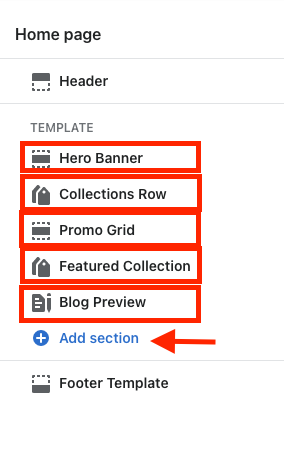 Home page
Header
TEMPLATE
Hero Banner
Collections Row
Promo Grid
Featured Collection
Blog Preview
Add section
Footer Template